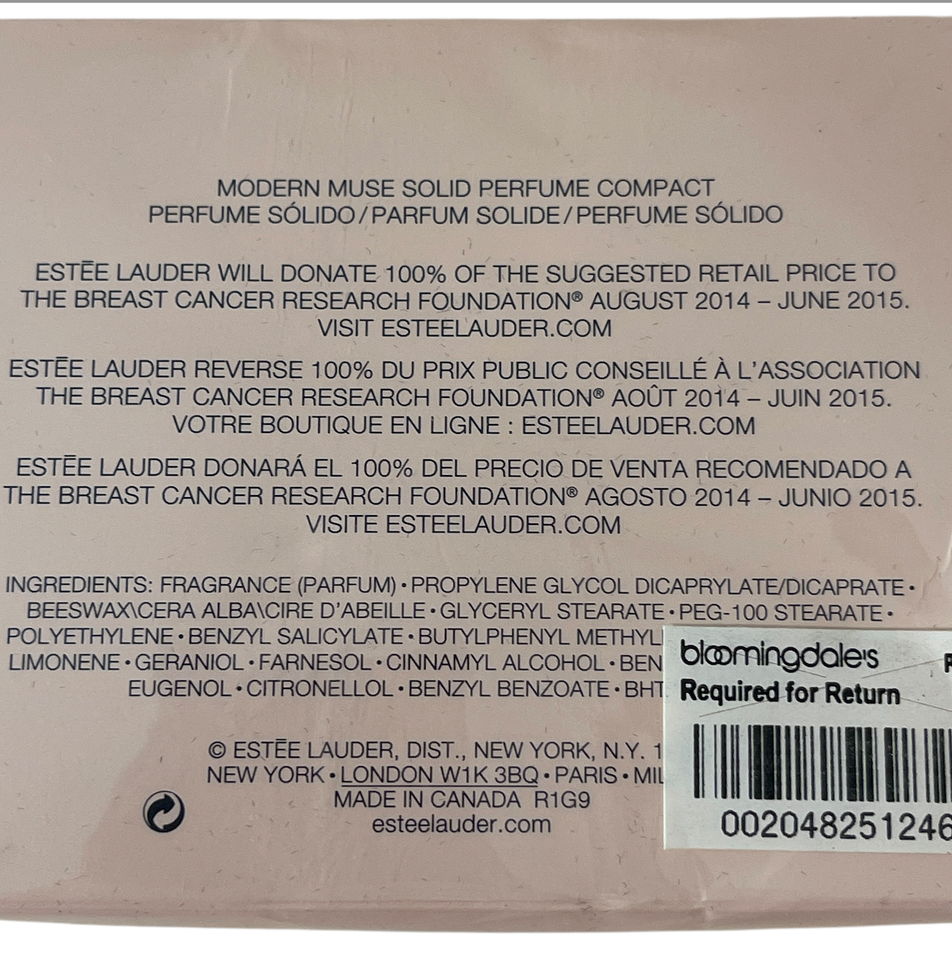 MODERN MUSE SOLID PERFUME COMPACT
PERFUME SÓLIDO/PARFUM SOLIDE/PERFUME SÓLIDO
ESTĒE LAUDER WILL DONATE 100% OF THE SUGGESTED RETAIL PRICE TO
THE BREAST CANCER RESEARCH FOUNDATION® AUGUST 2014 – JUNE 2015.
VISIT ESTEELAUDER.COM
ESTĒE LAUDER REVERSE 100% DU PRIX PUBLIC CONSEILLÉ À L'ASSOCIATION
THE BREAST CANCER RESEARCH FOUNDATION® AOÛT 2014 – JUIN 2015.
VOTRE BOUTIQUE EN LIGNE : ESTEELAUDER.COM
ESTĒE LAUDER DONARÁ EL 100% DEL PRECIO DE VENTA RECOMENDADO A
THE BREAST CANCER RESEARCH FOUNDATION® AGOSTO 2014 – JUNIO 2015.
VISITE ESTEELAUDER.COM
INGREDIENTS: FRAGRANCE (PARFUM) • PROPYLENE GLYCOL DICAPRYLATE/DICAPRATE •
BEESWAX\CERA ALBA\CIRE D'ABEILLE • GLYCERYL STEARATE • PEG-100 STEARATE •
POLYETHYLENE • BENZYL SALICYLATE • BUTYLPHENYL METHYL
LIMONENE • GERANIOL • FARNESOL • CINNAMYL ALCOHOL • BEN
EUGENOL • CITRONELLOL • BENZYL BENZOATE • BHT
© ESTĒE LAUDER, DIST., NEW YORK, N.Y. 1
NEW YORK • LONDON W1K 3BQ • PARIS • MIL
MADE IN CANADA R1G9
esteelauder.com
bloomingdale's
Required for Return
002048251246